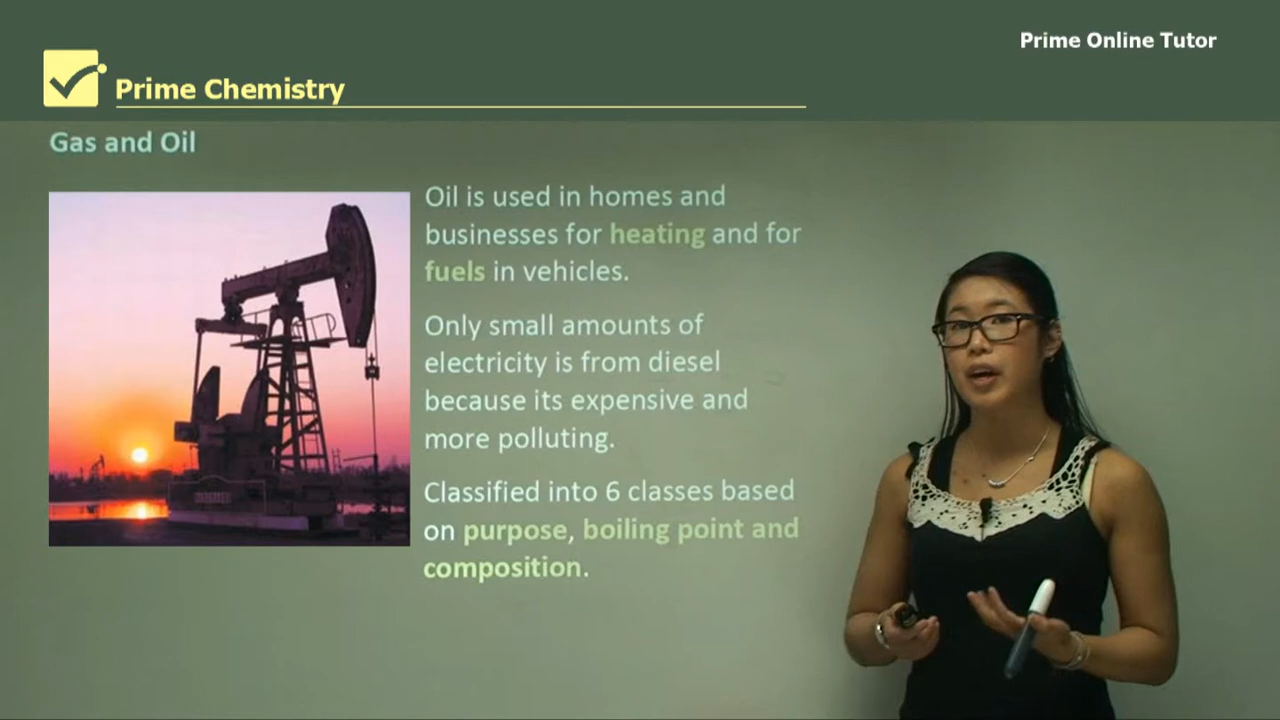 Prime Online Tutor
Prime Chemistry
Gas and Oil
Oil is used in homes and
businesses for heating and for
fuels in vehicles.
Only small amounts of
electricity is from diesel
because its expensive and
more polluting.
Classified into 6 classes based
on purpose, boiling point and
composition.